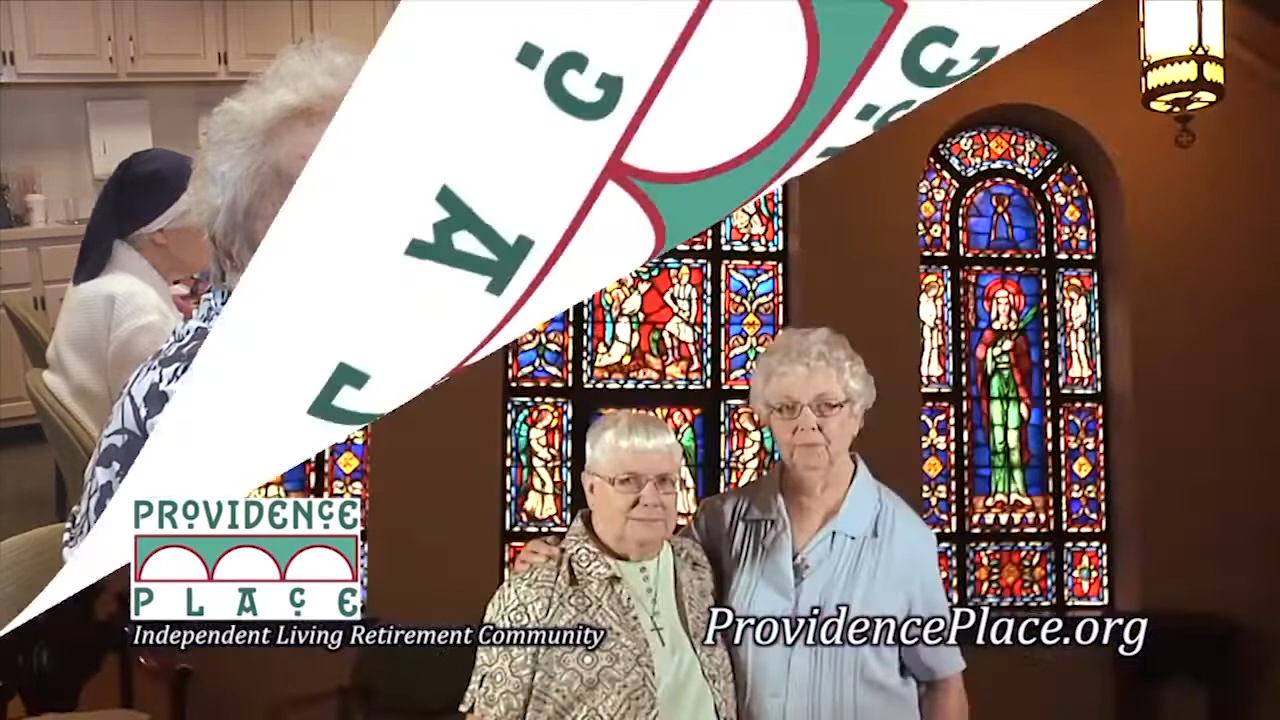 PROVIDENCE
PLACE
Independent Living Retirement Community
ProvidencePlace.org